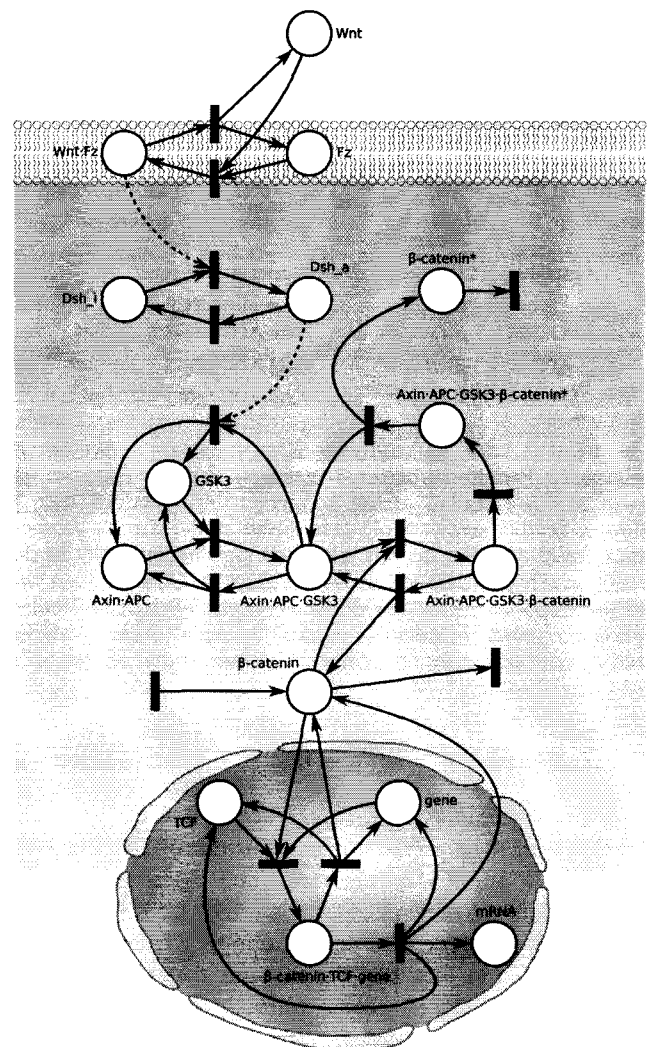 Wnt
Wnt·Fz
Fz
Dsh_i
Dsh_a
β-catenin*
Axin·APC·GSK3·β-catenin*
GSK3
Axin·APC
Axin·APC·GSK3
Axin·APC·GSK3·β-catenin
β-catenin
TCF
gene
mRNA
β-catenin·TCF·gene